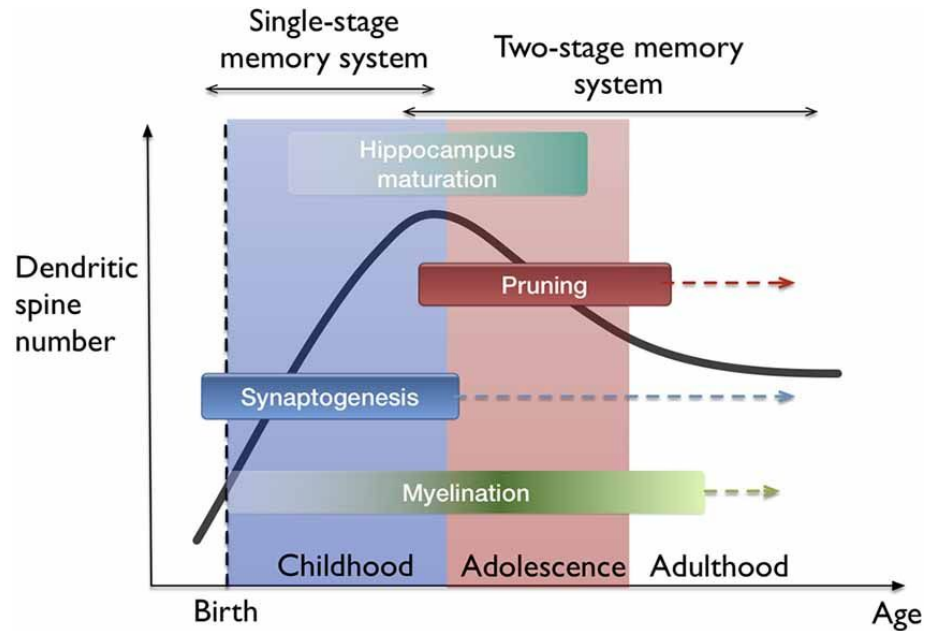 Single-stage
memory system
Two-stage memory
system
Hippocampus
maturation
Dendritic
spine
number
Pruning
Synaptogenesis
Myelination
Childhood
Adolescence
Adulthood
Birth
Age